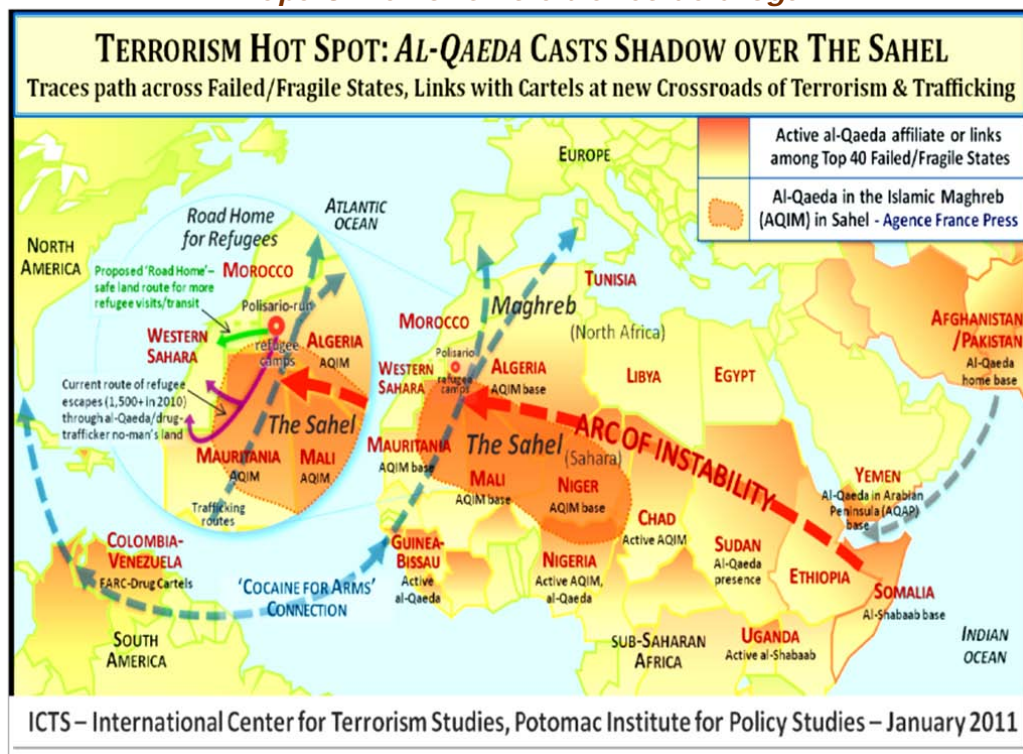 TERRORISM HOT SPOT: AL-QAEDA CASTS SHADOW OVER THE SAHEL
Traces path across Failed/Fragile States, Links with Cartels at new Crossroads of Terrorism & Trafficking
Active al-Qaeda affiliate or links
among Top 40 Failed/Fragile States
Al-Qaeda in the Islamic Maghreb
(AQIM) in Sahel - Agence France Press
EUROPE
NORTH
AMERICA
ATLANTIC
OCEAN
Road Home
for Refugees
MOROCCO
Proposed 'Road Home'–
safe land route for more
refugee visits/transit
Polisario-run
refugee
camps
WESTERN
SAHARA
ALGERIA
AQIM
Current route of refugee
escapes (1,500+ in 2010)
through al-Qaeda/drug-
trafficker no-man's land
The Sahel
MAURITANIA
AQIM
MALI
AQIM
Trafficking
routes
TUNISIA
Maghreb
(North Africa)
MOROCCO
Polisario
refugee
camps
WESTERN
SAHARA
ALGERIA
AQIM base
LIBYA
EGYPT
AFGHANISTAN
/PAKISTAN
Al-Qaeda
home base
ARC OF INSTABILITY
The Sahel
(Sahara)
MAURITANIA
AQIM base
MALI
AQIM base
NIGER
AQIM base
CHAD
Active AQIM
YEMEN
Al-Qaeda in Arabian
Peninsula (AQAP)
base
COLOMBIA-
VENEZUELA
FARC-Drug Cartels
'COCAINE FOR ARMS'
CONNECTION
GUINEA-
BISSAU
Active
al-Qaeda
NIGERIA
Active AQIM,
al-Qaeda
SUDAN
Al-Qaeda
presence
ETHIOPIA
SOMALIA
Al-Shabaab base
SOUTH
AMERICA
SUB-SAHARAN
AFRICA
UGANDA
Active al-Shabaab
INDIAN
OCEAN
ICTS – International Center for Terrorism Studies, Potomac Institute for Policy Studies – January 2011